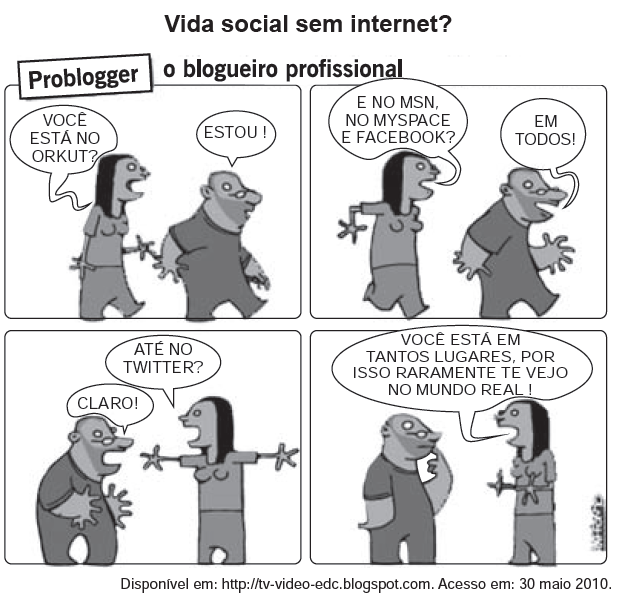 Vida social sem internet?
Problogger o blogueiro profissional
VOCÊ
ESTÁ NO
ORKUT?
ESTOU !
E NO MSN,
NO MYSPACE
E FACEBOOK?
EM
TODOS!
ATÉ NO
TWITTER?
CLARO!
VOCÊ ESTÁ EM
TANTOS LUGARES, POR
ISSO RARAMENTE TE VEJO
NO MUNDO REAL !
Disponível em: http://tv-video-edc.blogspot.com. Acesso em: 30 maio 2010.